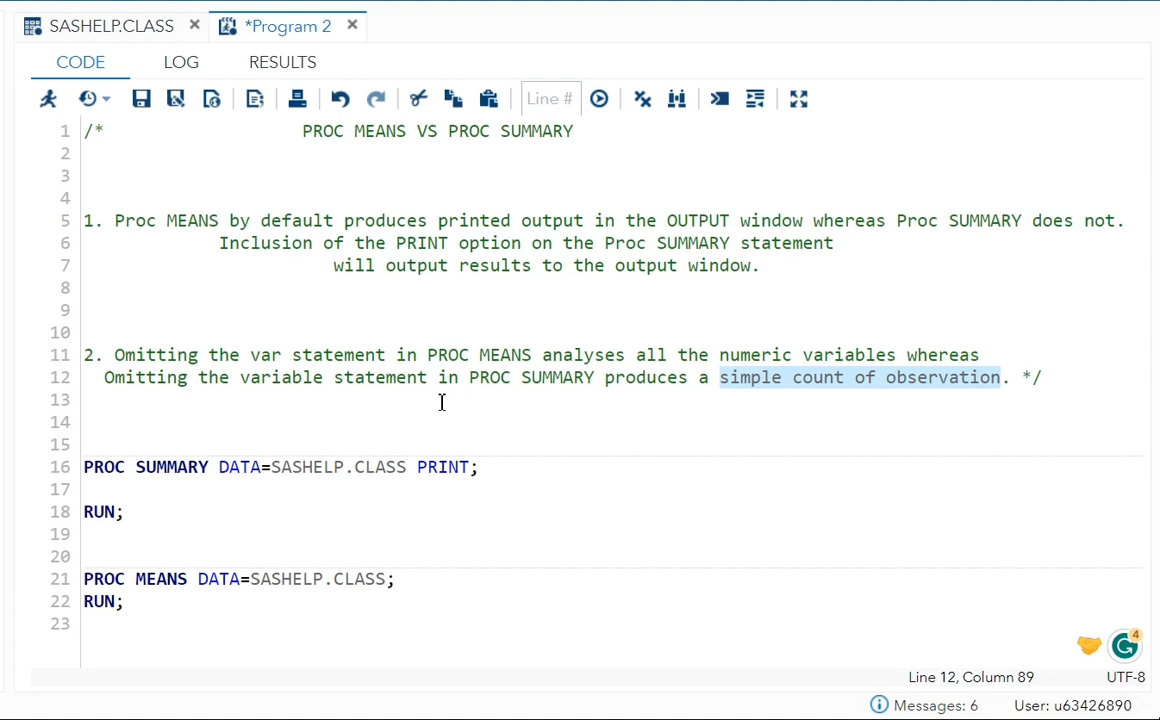 SASHELP.CLASS × *Program 2 ×
CODE LOG RESULTS
Line #
1 /* PROC MEANS VS PROC SUMMARY
2
3
4
5 1. Proc MEANS by default produces printed output in the OUTPUT window whereas Proc SUMMARY does not.
6 Inclusion of the PRINT option on the Proc SUMMARY statement
7 will output results to the output window.
8
9
10
11 2. Omitting the var statement in PROC MEANS analyses all the numeric variables whereas
12 Omitting the variable statement in PROC SUMMARY produces a simple count of observation. */
13
14
15
16 PROC SUMMARY DATA=SASHELP.CLASS PRINT;
17
18 RUN;
19
20
21 PROC MEANS DATA=SASHELP.CLASS;
22 RUN;
23
4
Line 12, Column 89 UTF-8
Messages: 6 User: u63426890